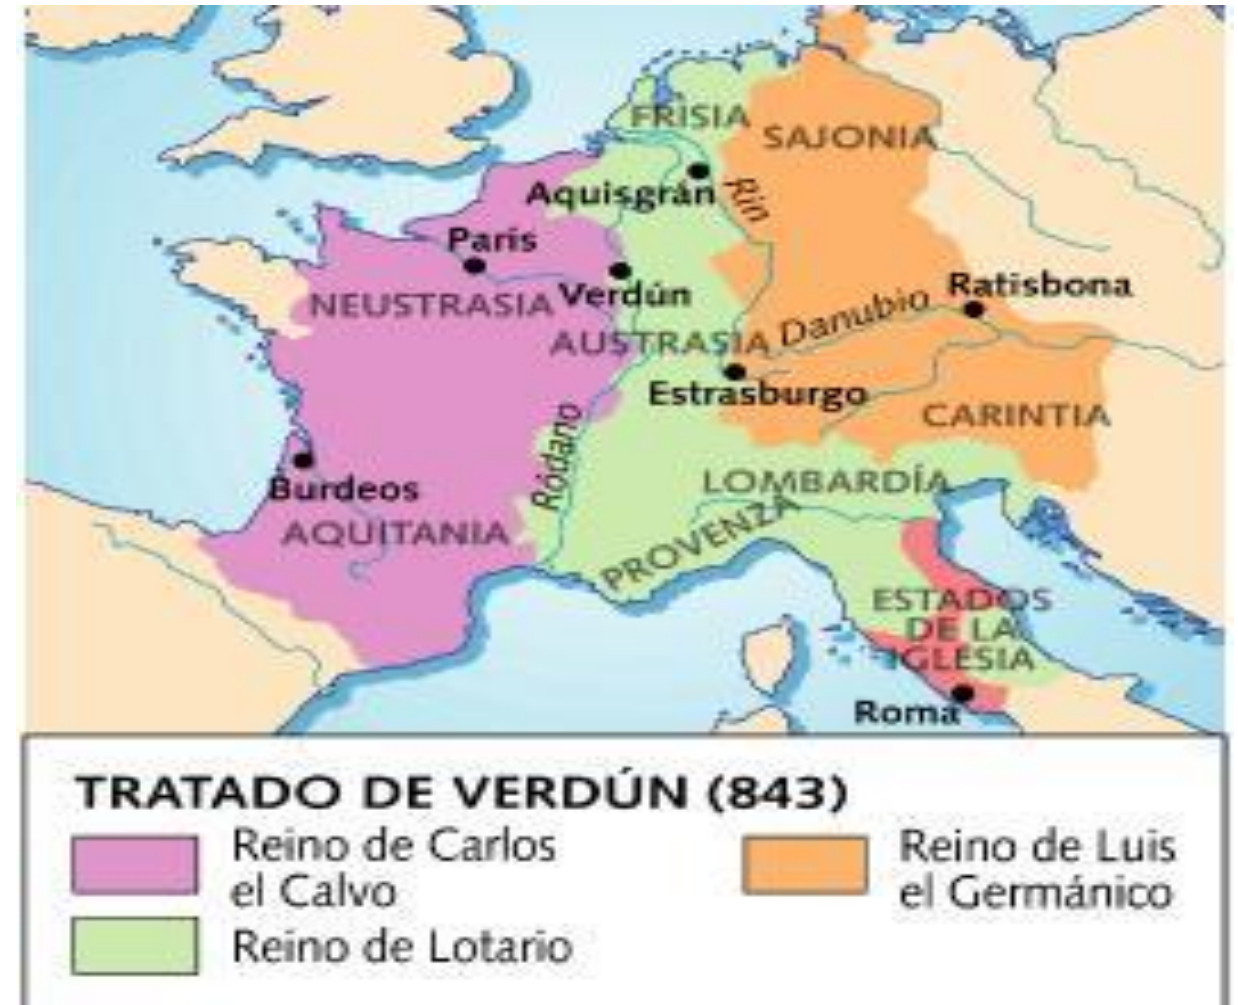 FRISIA
SAJONIA
Aquisgrán
Rin
París
Verdún
NEUSTRASIA
Ratisbona
Danubio
AUSTRASIA
Estrasburgo
CARINTIA
Ródano
Burdeos
LOMBARDÍA
AQUITANIA
PROVENZA
ESTADOS
DE LA
IGLESIA
Roma
TRATADO DE VERDÚN (843)
Reino de Carlos
el Calvo
Reino de Lotario
Reino de Luis
el Germánico